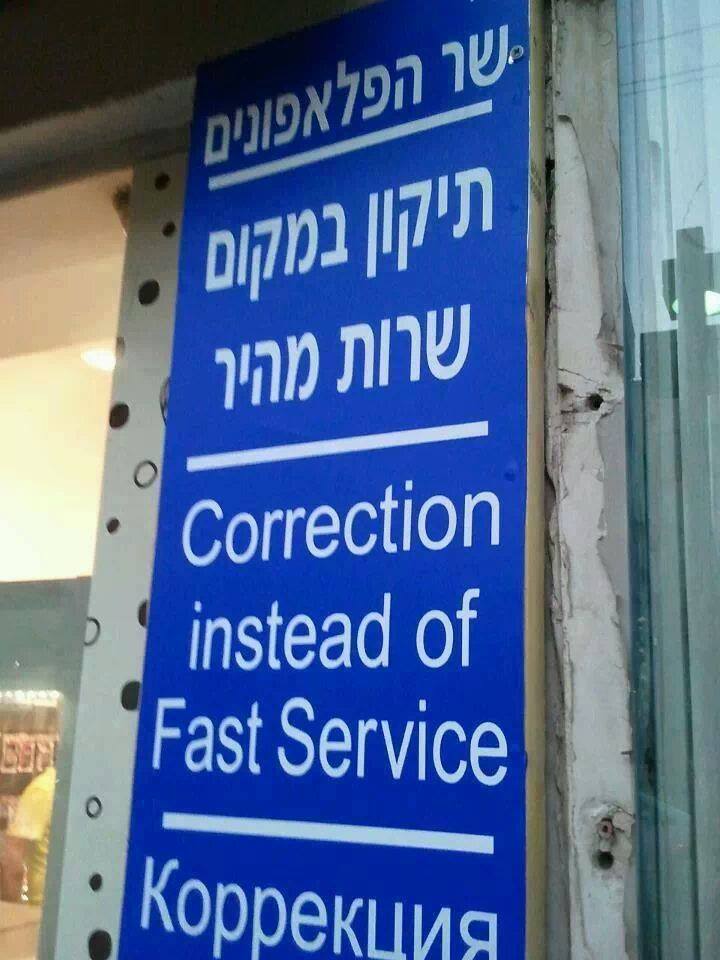 שר הפלאפונים
תיקון במקום
שרות מהיר
Correction
instead of
Fast Service
Коррекция